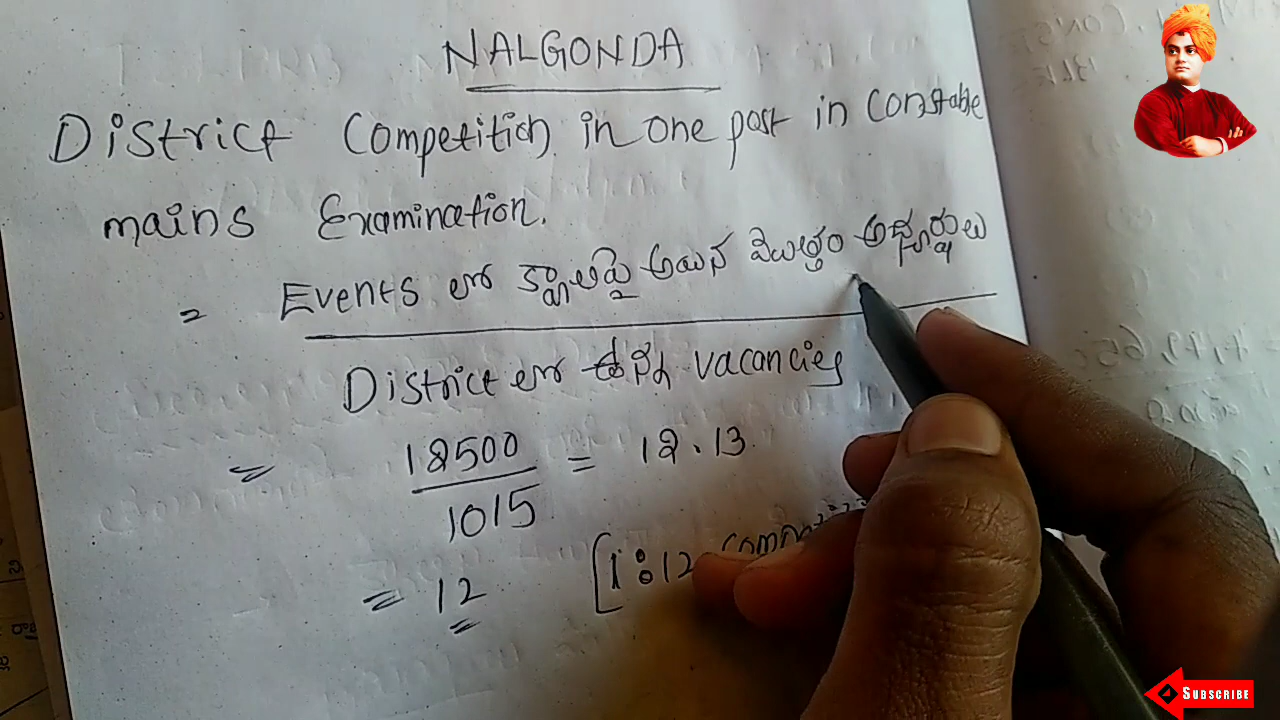 NALGONDA
District Competition in one post in Constable
mains Examination.
= Events లో క్వాలిఫై అయిన మొత్తం అభ్యర్థులు
District లో ఉన్న vacancies
= 12500
1015
= 12.13
= 12 [1:12
SUBSCRIBE